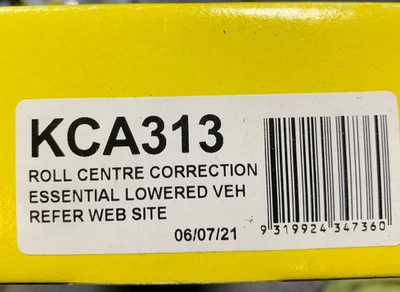 KCA313
ROLL CENTRE CORRECTION
ESSENTIAL LOWERED VEH
REFER WEB SITE
06/07/21
9 319924 347360